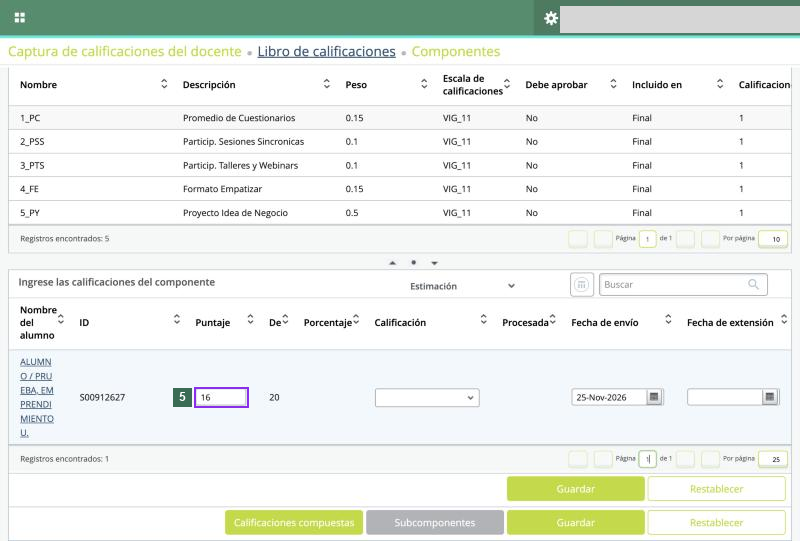 Captura de calificaciones del docente • Libro de calificaciones • Componentes
Nombre Descripción Peso Escala de calificaciones Debe aprobar Incluido en Calificacion
1_PC Promedio de Cuestionarios 0.15 VIG_11 No Final 1
2_PSS Particip. Sesiones Sincronicas 0.1 VIG_11 No Final 1
3_PTS Particip. Talleres y Webinars 0.1 VIG_11 No Final 1
4_FE Formato Empatizar 0.15 VIG_11 No Final 1
5_PY Proyecto Idea de Negocio 0.5 VIG_11 No Final 1
Registros encontrados: 5 Página 1 de 1 Por página 10
Ingrese las calificaciones del componente Estimación Buscar
Nombre del alumno ID Puntaje De Porcentaje Calificación Procesada Fecha de envío Fecha de extensión
ALUMN
O / PRU
EBA, EM
PRENDI
MIENTO
U.
S00912627 5 16 20 25-Nov-2026
Registros encontrados: 1 Página 1 de 1 Por página 25
Guardar Restablecer
Calificaciones compuestas Subcomponentes Guardar Restablecer